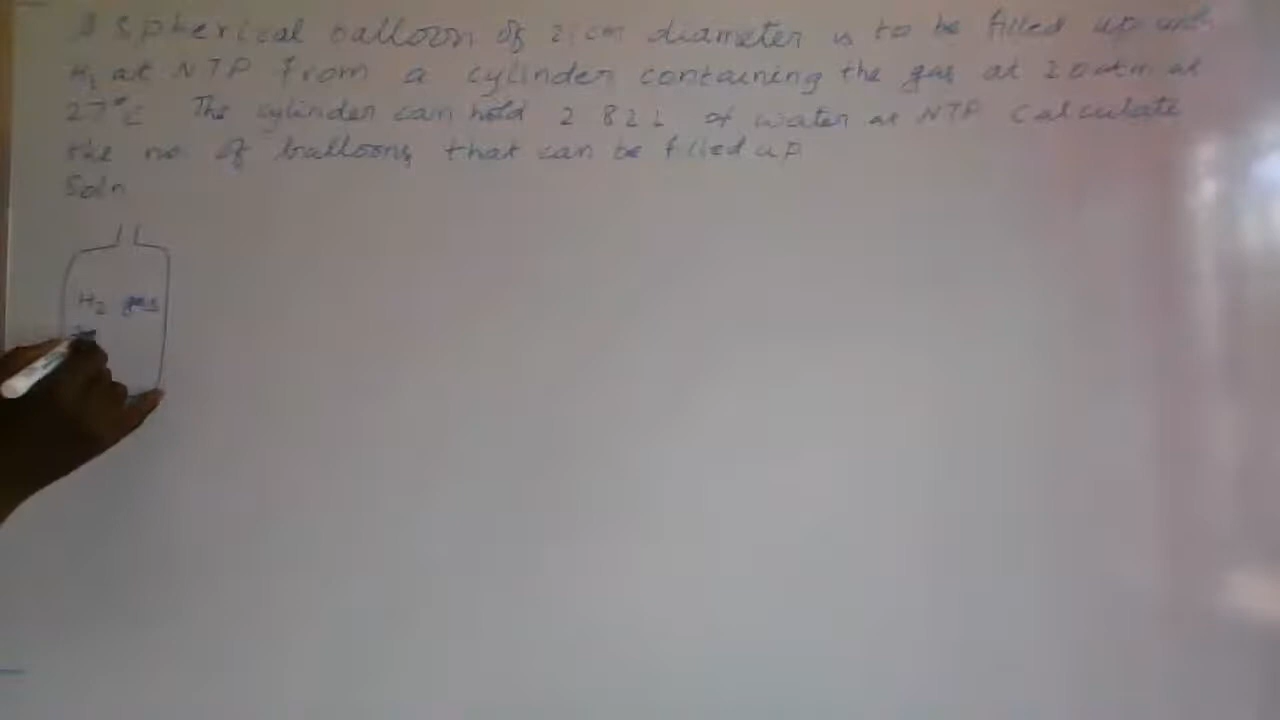 A spherical balloon of 21cm diameter is to be filled up with
H2 at NTP from a cylinder containing the gas at 20atm at
27°C The cylinder can hold 2 82L of water at NTP Calculate
the no of balloons that can be filled up
Soln
H2 gas